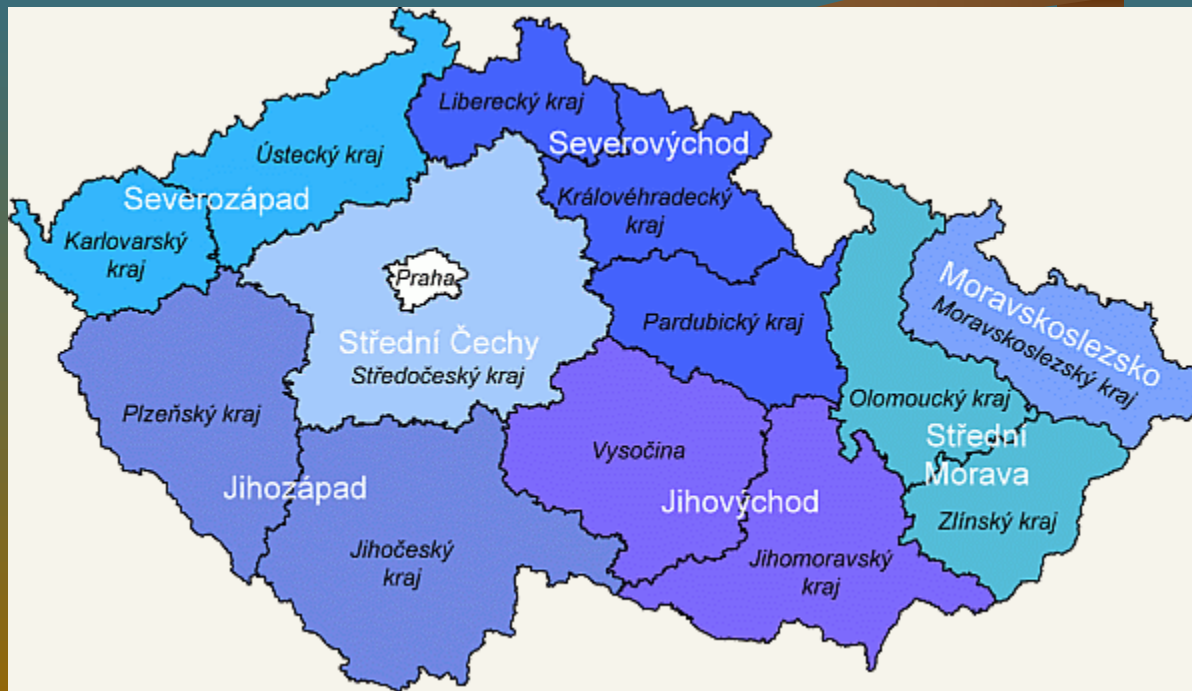 Liberecký kraj
Severovýchod
Ústecký kraj
Severozápad
Královéhradecký
kraj
Karlovarský
kraj
Praha
Moravskoslezsko
Moravskoslezský kraj
Pardubický kraj
Střední Čechy
Středočeský kraj
Olomoucký kraj
Plzeňský kraj
Střední
Morava
Vysočina
Jihozápad
Jihovýchod
Zlínský kraj
Jihočeský
kraj
Jihomoravský
kraj